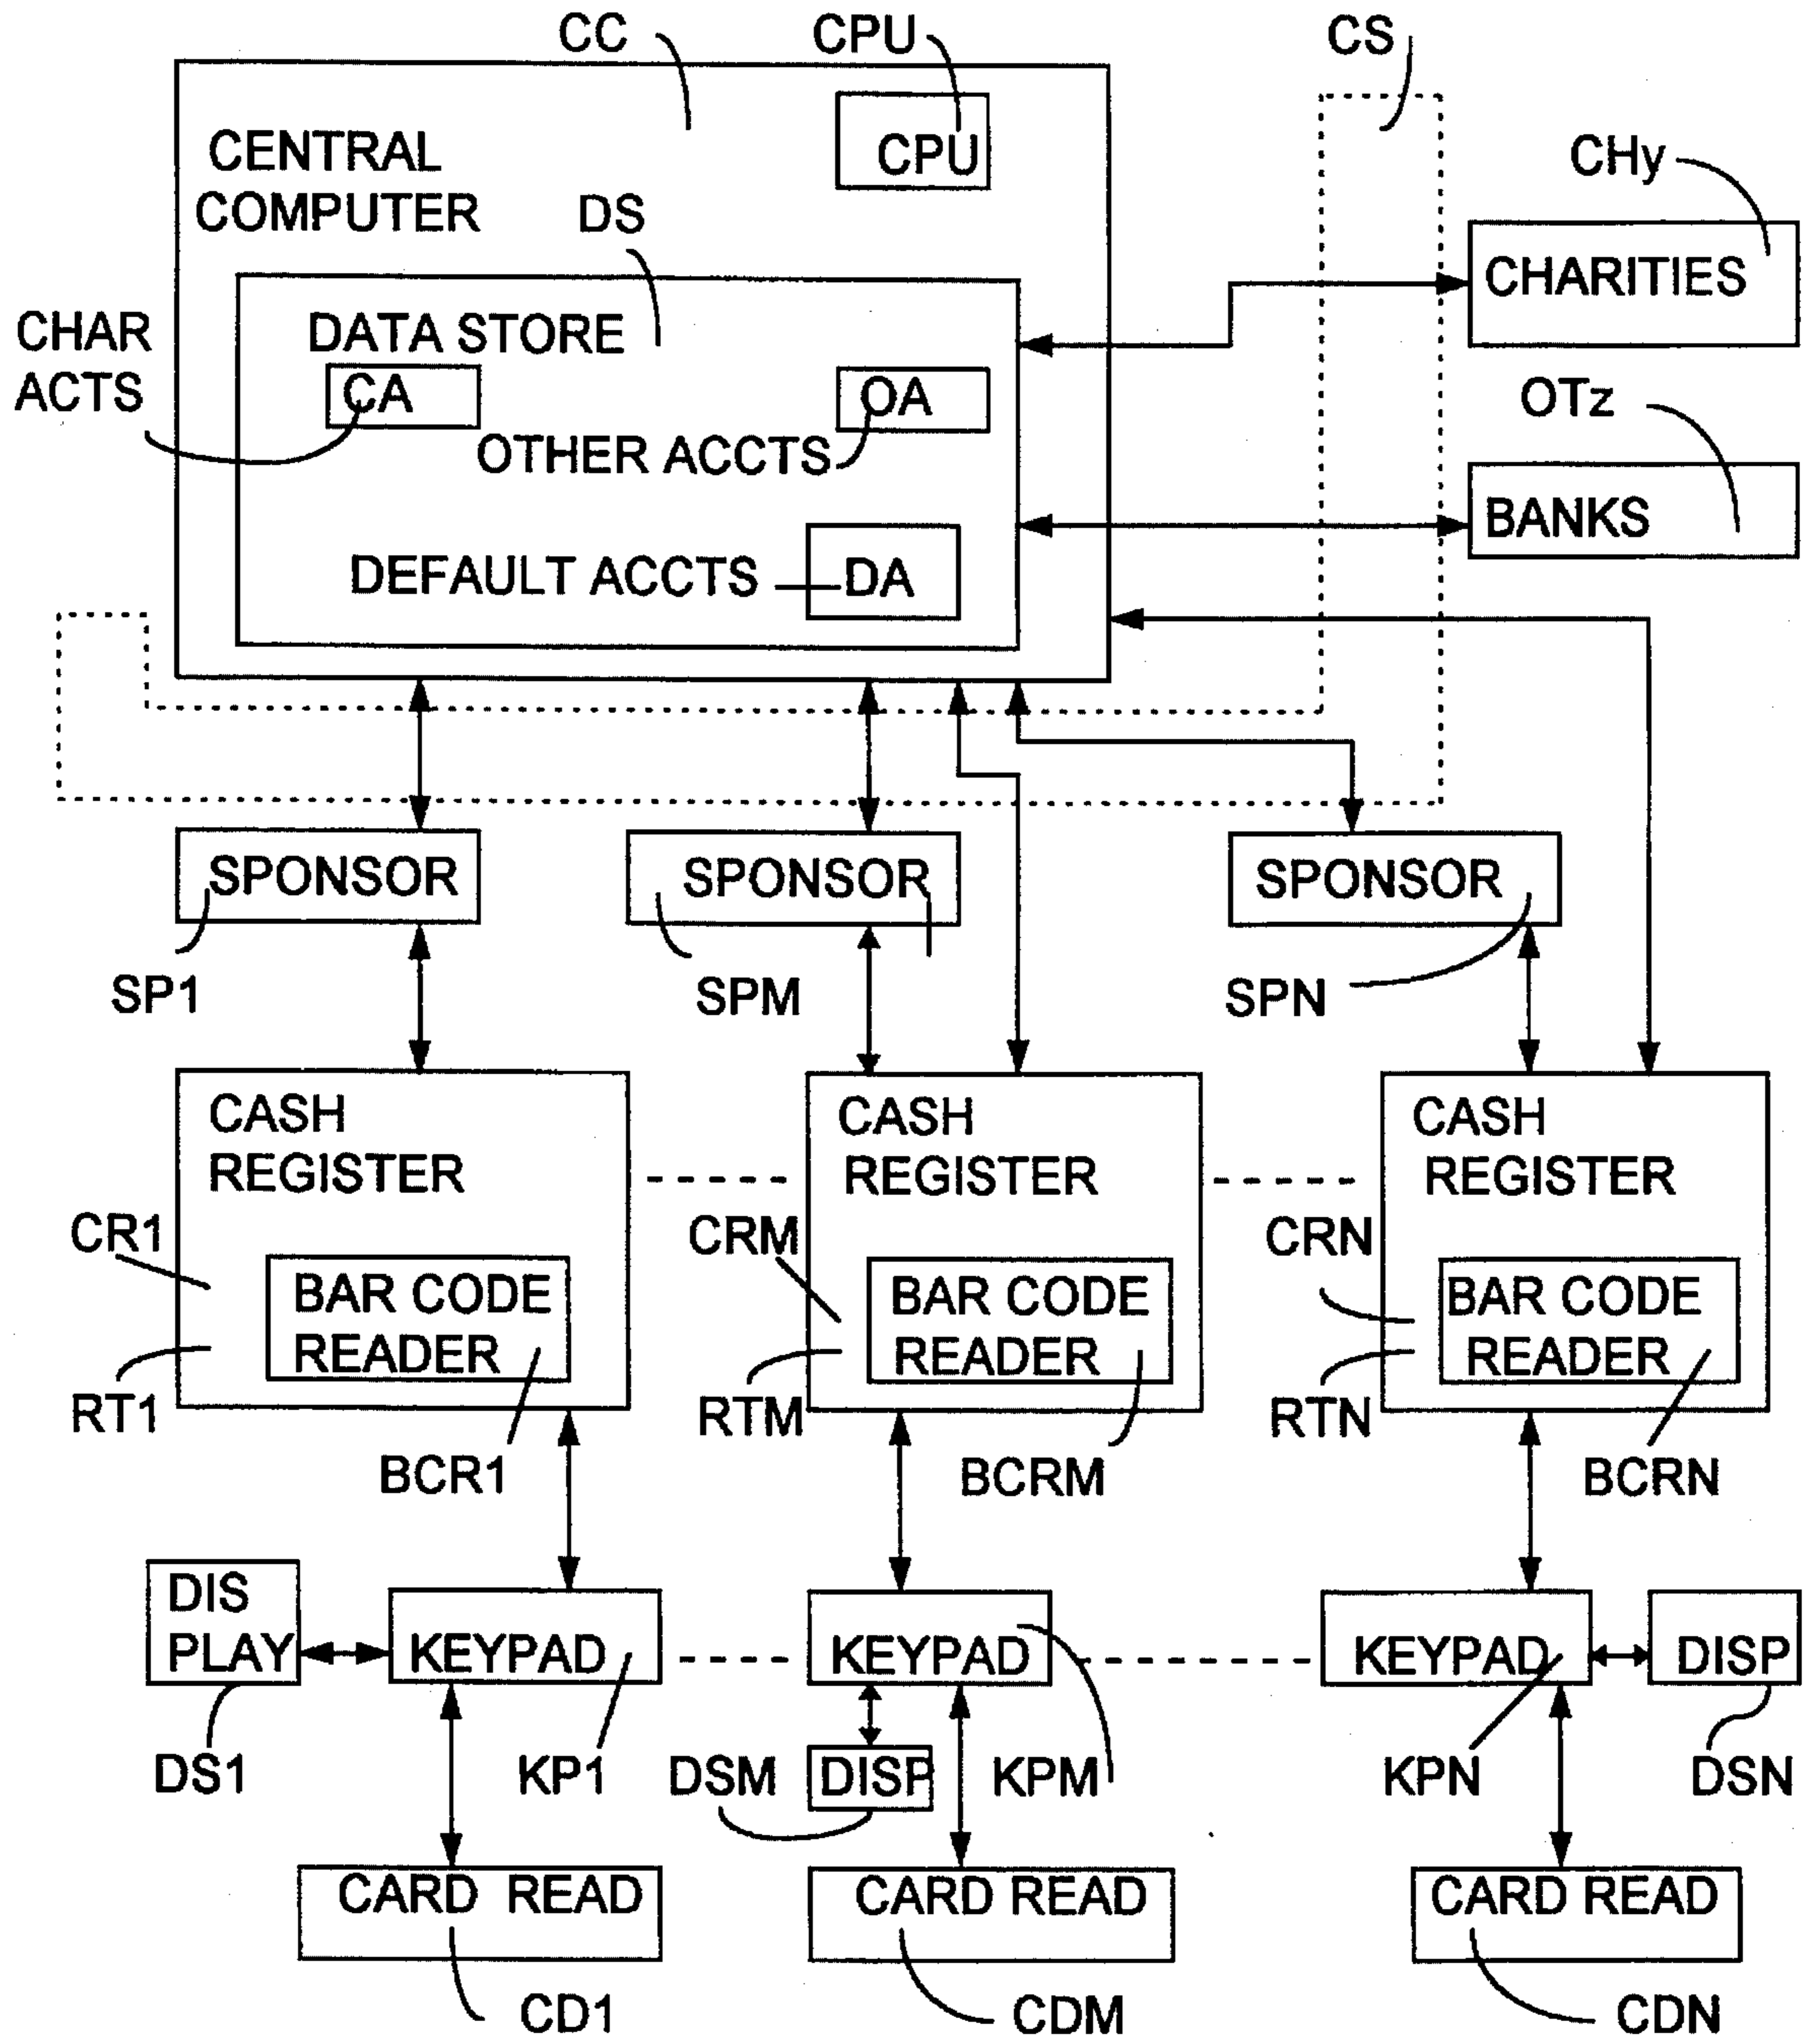 CC
CPU
CS
CENTRAL
COMPUTER
CPU
CHy
DS
CHARITIES
CHAR
ACTS
DATA STORE
CA
OA
OTHER ACCTS
OTz
BANKS
DEFAULT ACCTS
DA
SPONSOR
SPONSOR
SPONSOR
SP1
SPM
SPN
CASH
REGISTER
CASH
REGISTER
CASH
REGISTER
CR1
CRM
CRN
BAR CODE
READER
BAR CODE
READER
BAR CODE
READER
RT1
RTM
RTN
BCR1
BCRM
BCRN
DIS
PLAY
KEYPAD
KEYPAD
KEYPAD
DISP
DS1
KP1
DSM
DISP
KPM
KPN
DSN
CARD READ
CARD READ
CARD READ
CD1
CDM
CDN